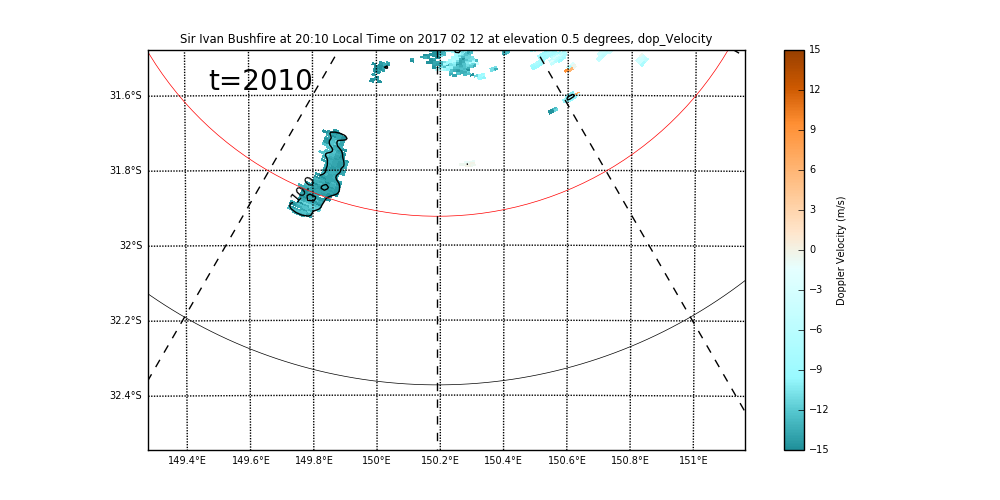 Sir Ivan Bushfire at 20:10 Local Time on 2017 02 12 at elevation 0.5 degrees, dop_Velocity
t=2010
31.6°S
31.8°S
32°S
32.2°S
32.4°S
149.4°E 149.6°E 149.8°E 150°E 150.2°E 150.4°E 150.6°E 150.8°E 151°E
15
12
9
6
3
0
−3
−6
−9
−12
−15
Doppler Velocity (m/s)